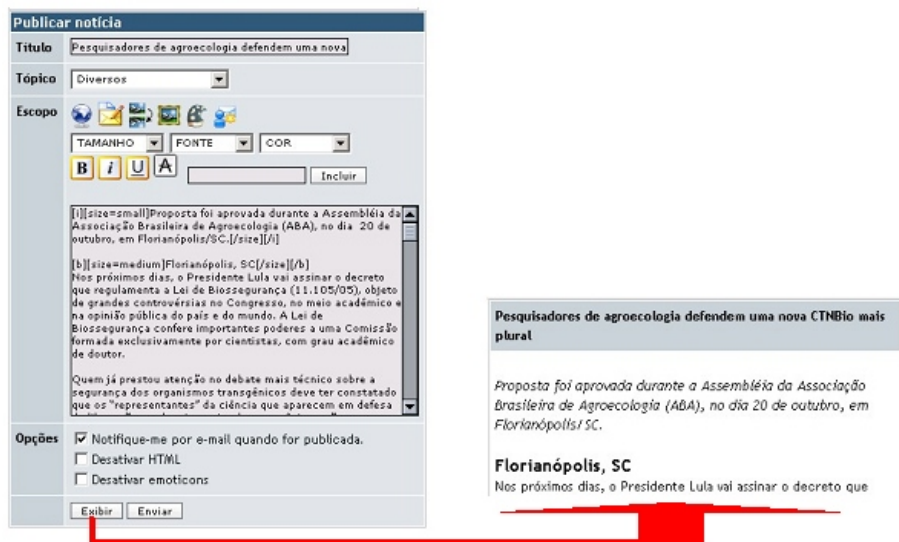 Publicar notícia
Título Pesquisadores de agroecologia defendem uma nova
Tópico Diversos
Escopo
TAMANHO FONTE COR
B i U A Incluir
[i][size=small]Proposta foi aprovada durante a Assembléia da
Associação Brasileira de Agroecologia (ABA), no dia 20 de
outubro, em Florianópolis/SC.[/size][/i]
[b][size=medium]Florianópolis, SC[/size][/b]
Nos próximos dias, o Presidente Lula vai assinar o decreto
que regulamenta a Lei de Biossegurança (11.105/05), objeto
de grandes controvérsias no Congresso, no meio acadêmico e
na opinião pública do país e do mundo. A Lei de
Biossegurança confere importantes poderes a uma Comissão
formada exclusivamente por cientistas, com grau acadêmico
de doutor.
Quem já prestou atenção no debate mais técnico sobre a
segurança dos organismos transgênicos deve ter constatado
que os "representantes" da ciência que aparecem em defesa
Opções Notifique-me por e-mail quando for publicada.
Desativar HTML
Desativar emoticons
Exibir Enviar
Pesquisadores de agroecologia defendem uma nova CTNBio mais
plural
Proposta foi aprovada durante a Assembléia da Associação
Brasileira de Agroecologia (ABA), no dia 20 de outubro, em
Florianópolis/SC.
Florianópolis, SC
Nos próximos dias, o Presidente Lula vai assinar o decreto que